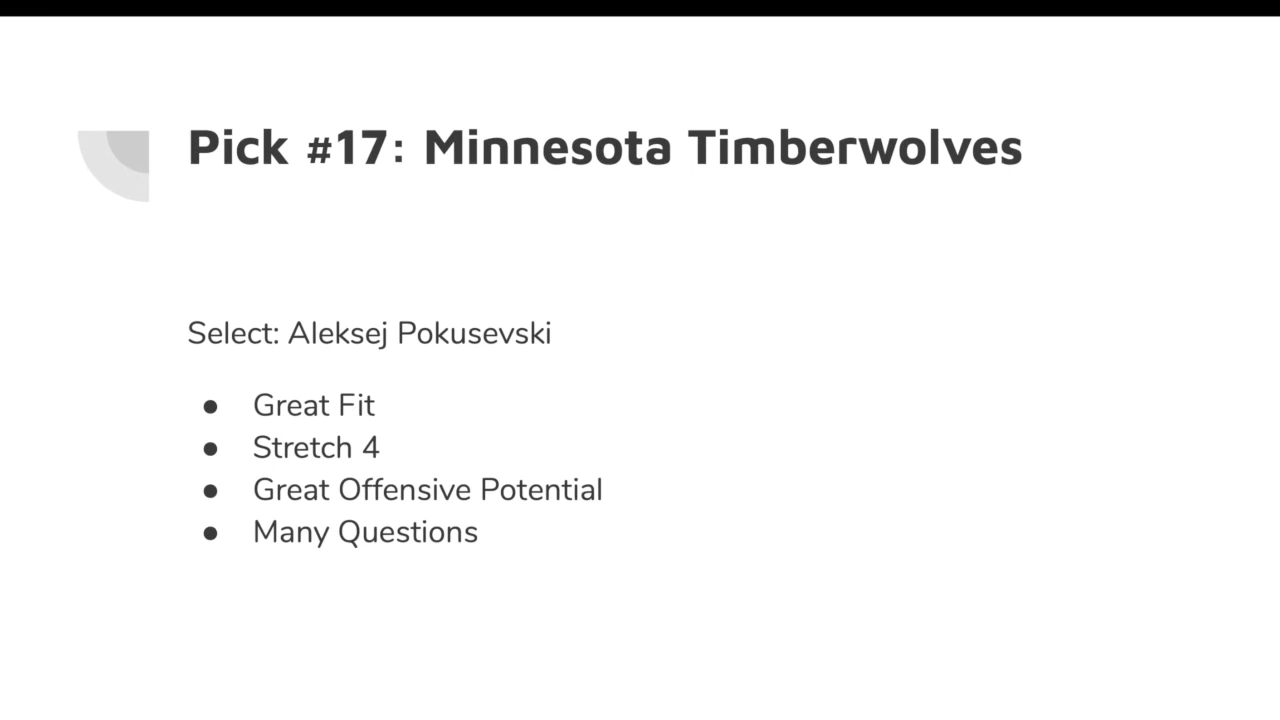 Pick #17: Minnesota Timberwolves
Select: Aleksej Pokusevski
● Great Fit
● Stretch 4
● Great Offensive Potential
● Many Questions